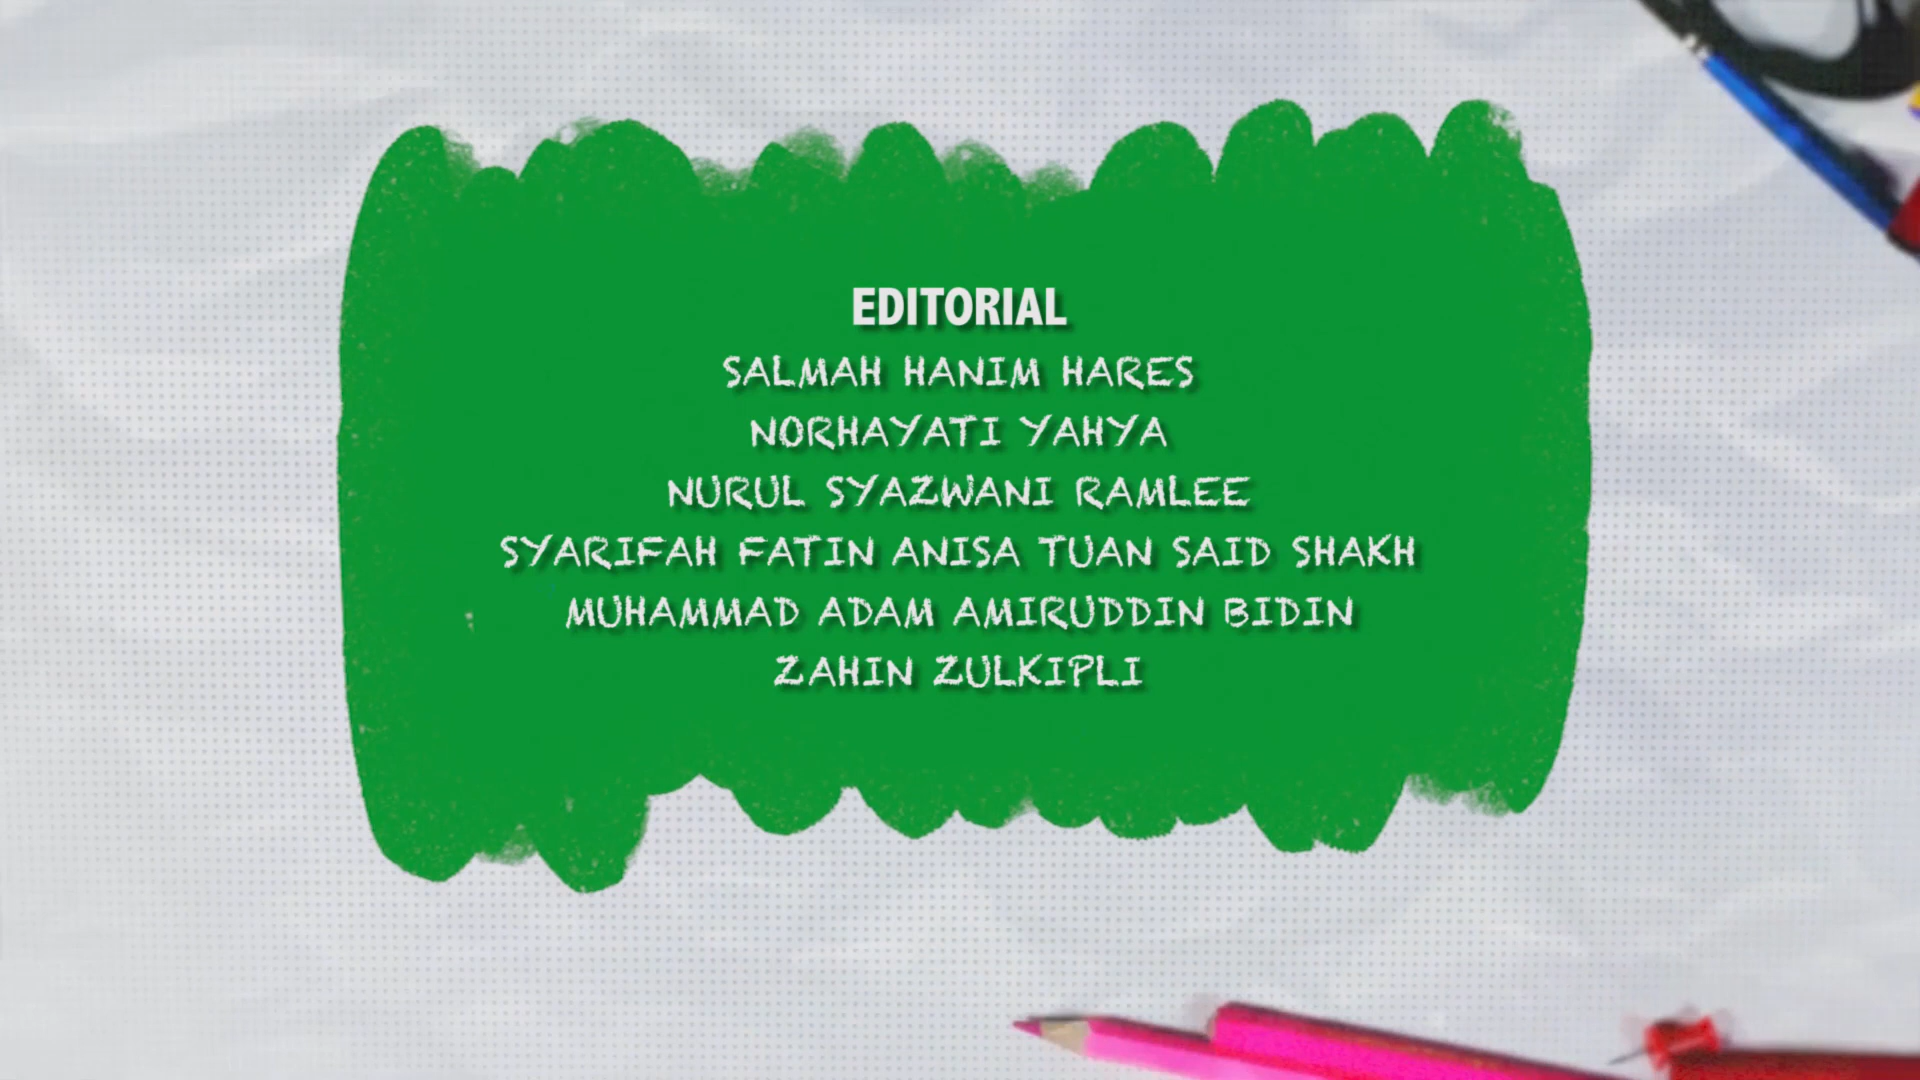 EDITORIAL
SALMAH HANIM HARES
NORHAYATI YAHYA
NURUL SYAZWANI RAMLEE
SYARIFAH FATIN ANISA TUAN SAID SHAKH
MUHAMMAD ADAM AMIRUDDIN BIDIN
ZAHIN ZULKIPLI